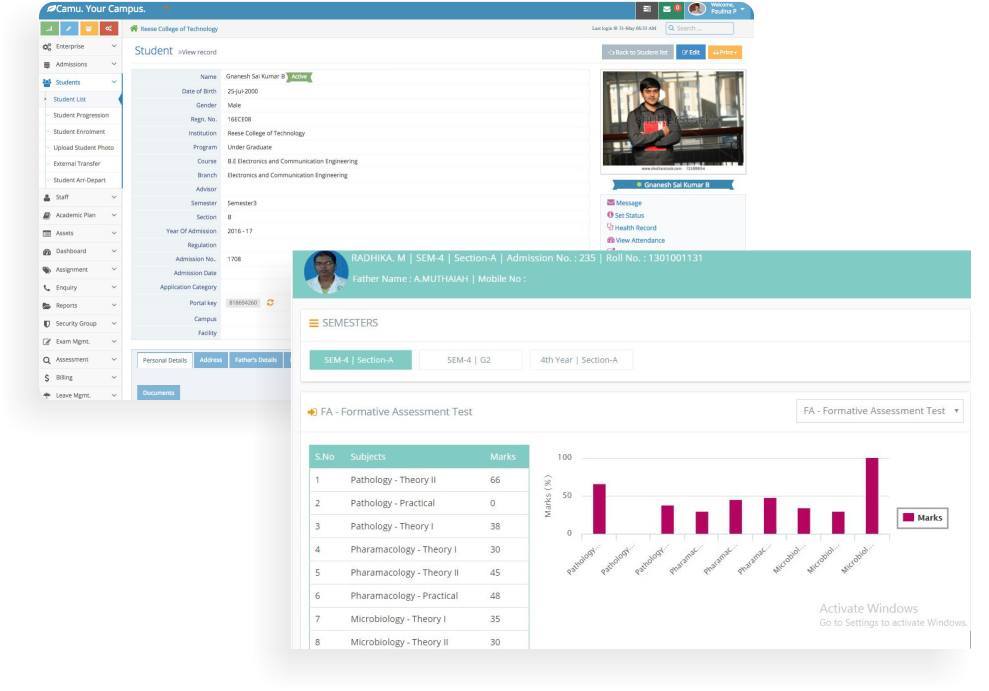 Camu. Your Campus.
0
Welcome,
Paulina P
Reese College of Technology
Last login @ 31-May 06:33 AM
Search ...
Enterprise
Admissions
Students
Student List
Student Progression
Student Enrolment
Upload Student Photo
External Transfer
Student Arr-Depart
Staff
Academic Plan
Assets
Dashboard
Assignment
Enquiry
Reports
Security Group
Exam Mgmt.
Assessment
Billing
Leave Mgmt.
Student »View record
Back to Student list
Edit
Print
Name Gnanesh Sai Kumar B Active
Date of Birth 25-Jul-2000
Gender Male
Regn. No. 16ECE08
Institution Reese College of Technology
Program Under Graduate
Course B.E Electronics and Communication Engineering
Branch Electronics and Communication Engineering
Advisor
Semester Semester3
Section B
Year Of Admission 2016 - 17
Regulation
Admission No.. 1708
Admission Date
Application Category
Portal key 818694260
Campus
Facility
Personal Details Address Father's Details
Documents
Gnanesh Sai Kumar B
Message
Set Status
Health Record
View Attendance
RADHIKA, M | SEM-4 | Section-A | Admission No. : 235 | Roll No. : 1301001131
Father Name : A.MUTHAIAH | Mobile No :
SEMESTERS
SEM-4 | Section-A
SEM-4 | G2
4th Year | Section-A
FA - Formative Assessment Test
FA - Formative Assessment Test
S.No Subjects Marks
1 Pathology - Theory II 66
2 Pathology - Practical 0
3 Pathology - Theory I 38
4 Pharamacology - Theory I 30
5 Pharamacology - Theory II 45
6 Pharamacology - Practical 48
7 Microbiology - Theory I 35
8 Microbiology - Theory II 30
Marks (%)
100
50
0
Pathology...
Pathology...
Pathology...
Pharamac...
Pharamac...
Pharamac...
Microbiol...
Microbiol...
Microbiol...
Marks
Activate Windows
Go to Settings to activate Windows.